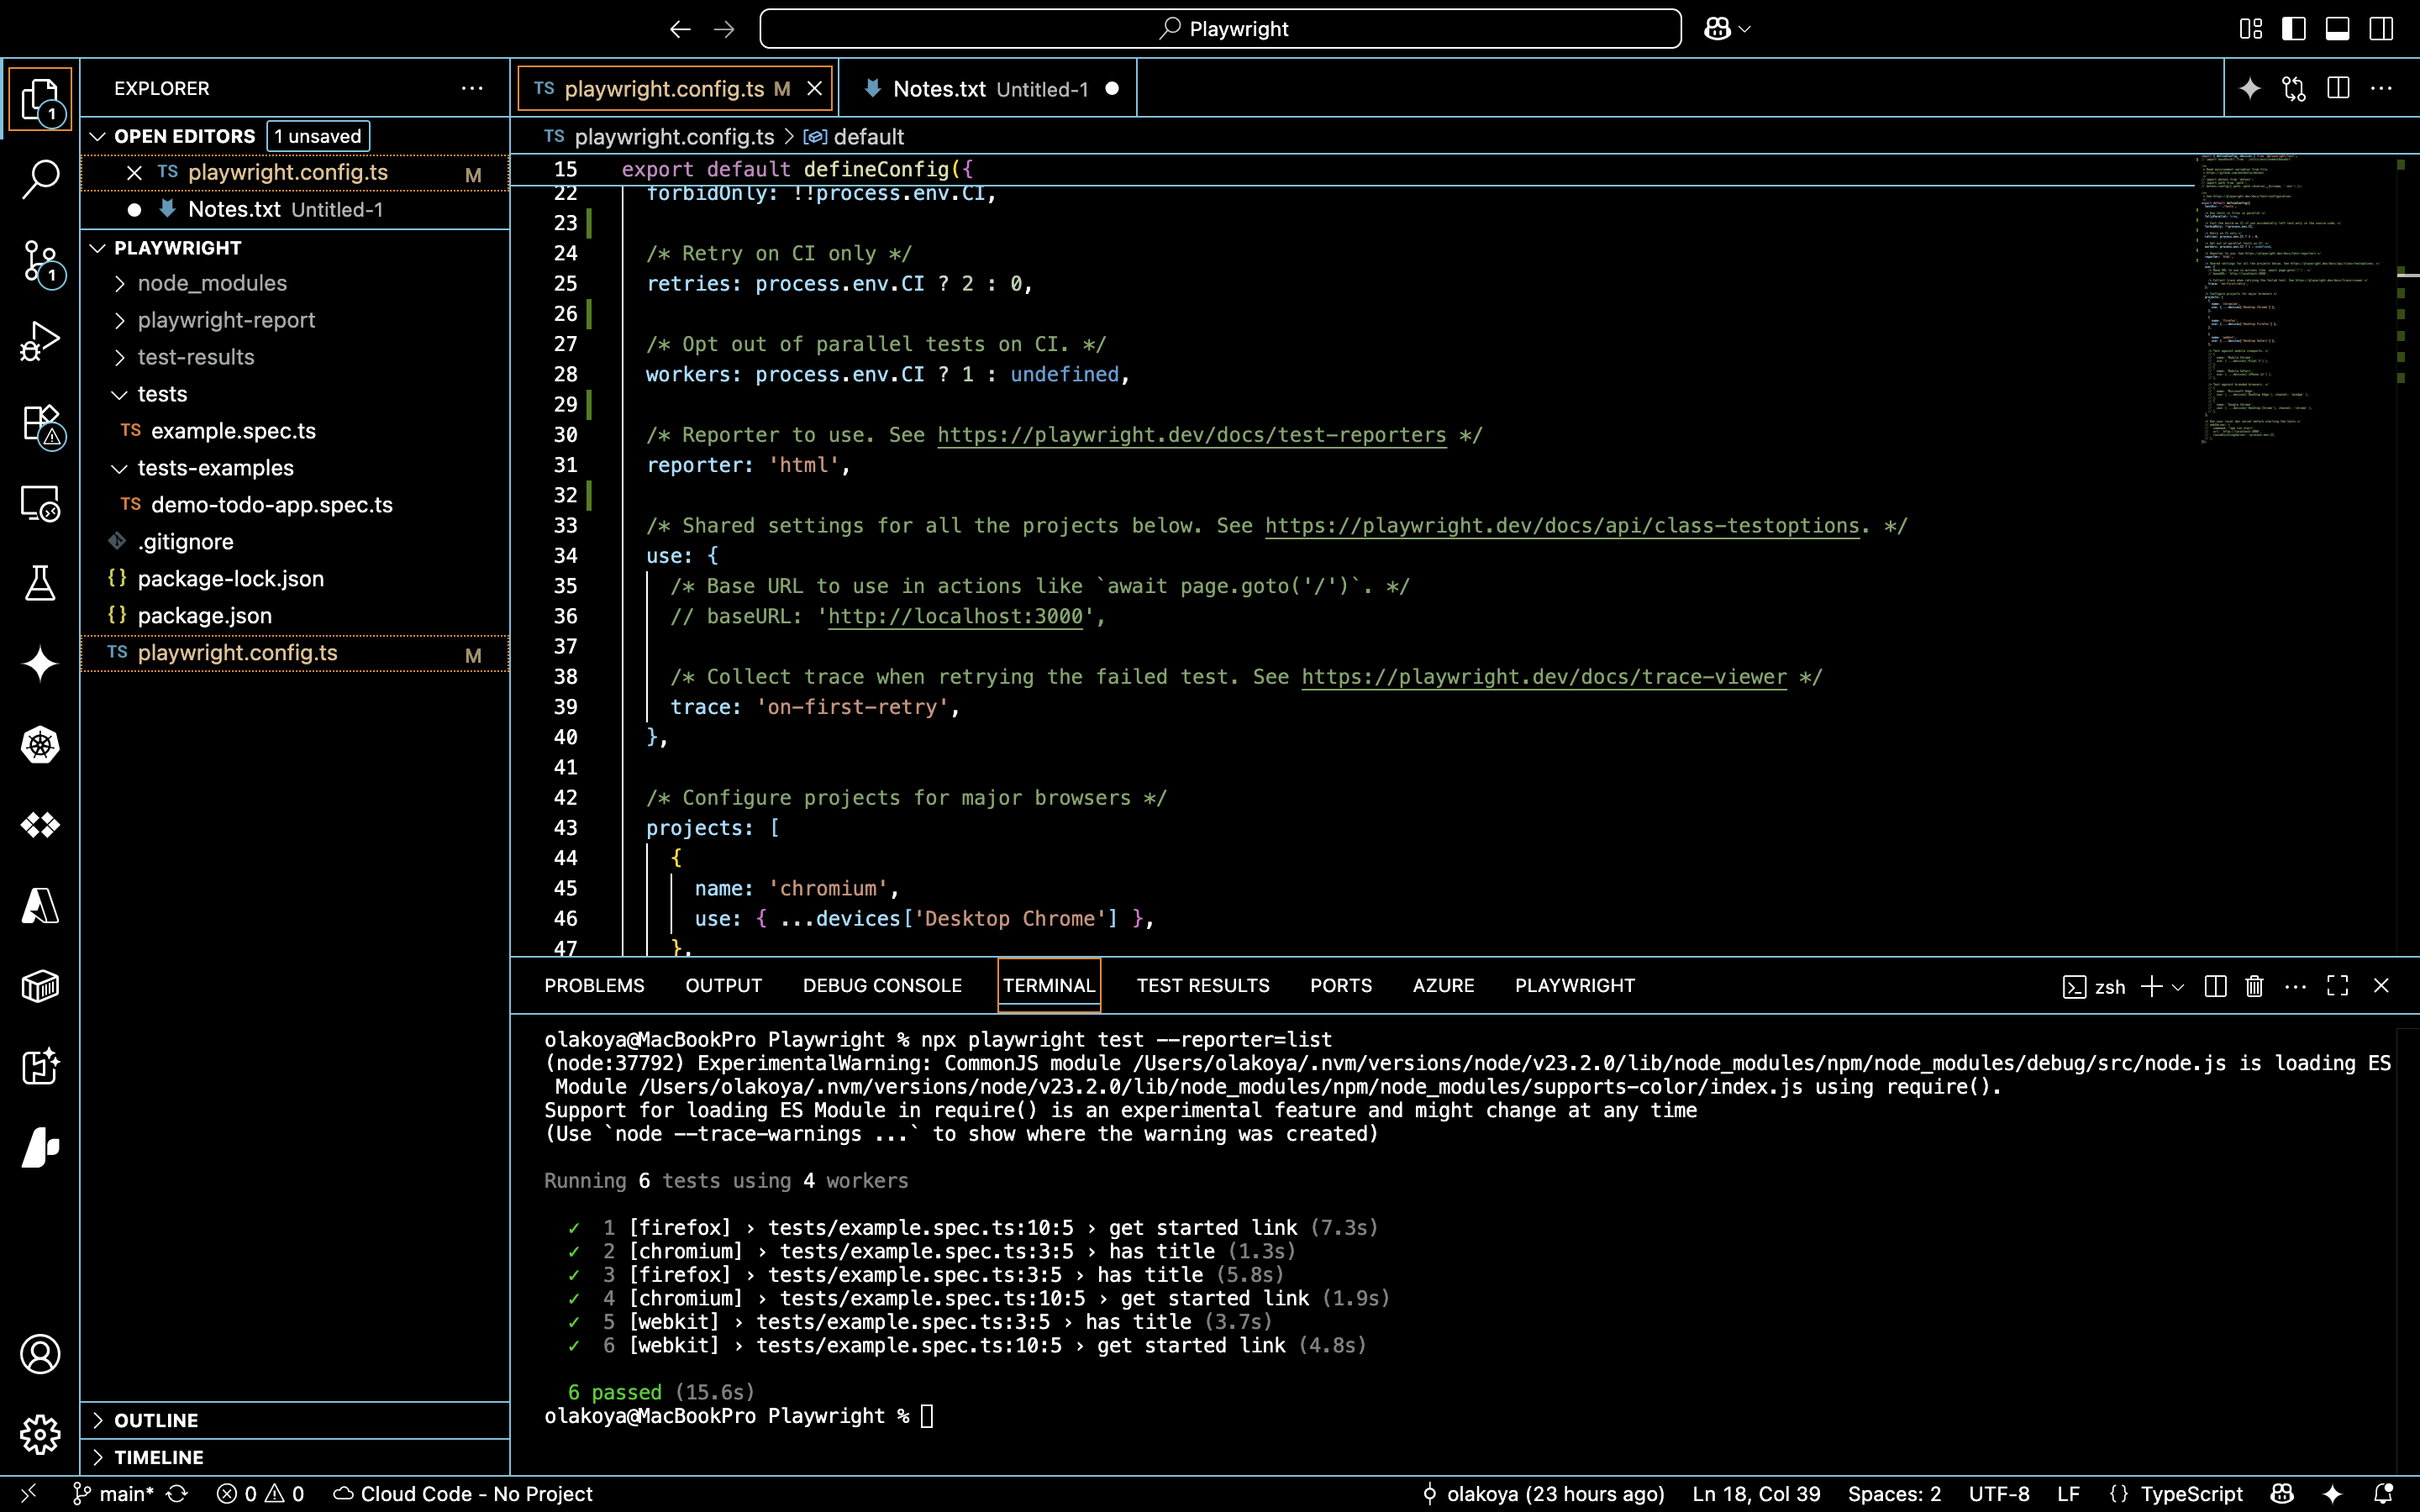 Playwright
EXPLORER
OPEN EDITORS 1 unsaved
TS playwright.config.ts M
Notes.txt Untitled-1
PLAYWRIGHT
node_modules
playwright-report
test-results
tests
TS example.spec.ts
tests-examples
TS demo-todo-app.spec.ts
.gitignore
{} package-lock.json
{} package.json
TS playwright.config.ts M
OUTLINE
TIMELINE
1
1
TS playwright.config.ts M
Notes.txt Untitled-1
TS playwright.config.ts > default
15 export default defineConfig({
22 forbidOnly: !!process.env.CI,
23
24 /* Retry on CI only */
25 retries: process.env.CI ? 2 : 0,
26
27 /* Opt out of parallel tests on CI. */
28 workers: process.env.CI ? 1 : undefined,
29
30 /* Reporter to use. See https://playwright.dev/docs/test-reporters */
31 reporter: 'html',
32
33 /* Shared settings for all the projects below. See https://playwright.dev/docs/api/class-testoptions. */
34 use: {
35 /* Base URL to use in actions like `await page.goto('/')`. */
36 // baseURL: 'http://localhost:3000',
37
38 /* Collect trace when retrying the failed test. See https://playwright.dev/docs/trace-viewer */
39 trace: 'on-first-retry',
40 },
41
42 /* Configure projects for major browsers */
43 projects: [
44 {
45 name: 'chromium',
46 use: { ...devices['Desktop Chrome'] },
47 },
PROBLEMS OUTPUT DEBUG CONSOLE TERMINAL TEST RESULTS PORTS AZURE PLAYWRIGHT zsh
olakoya@MacBookPro Playwright % npx playwright test --reporter=list
(node:37792) ExperimentalWarning: CommonJS module /Users/olakoya/.nvm/versions/node/v23.2.0/lib/node_modules/npm/node_modules/debug/src/node.js is loading ES
Module /Users/olakoya/.nvm/versions/node/v23.2.0/lib/node_modules/npm/node_modules/supports-color/index.js using require().
Support for loading ES Module in require() is an experimental feature and might change at any time
(Use `node --trace-warnings ...` to show where the warning was created)
Running 6 tests using 4 workers
✓ 1 [firefox] › tests/example.spec.ts:10:5 › get started link (7.3s)
✓ 2 [chromium] › tests/example.spec.ts:3:5 › has title (1.3s)
✓ 3 [firefox] › tests/example.spec.ts:3:5 › has title (5.8s)
✓ 4 [chromium] › tests/example.spec.ts:10:5 › get started link (1.9s)
✓ 5 [webkit] › tests/example.spec.ts:3:5 › has title (3.7s)
✓ 6 [webkit] › tests/example.spec.ts:10:5 › get started link (4.8s)
6 passed (15.6s)
olakoya@MacBookPro Playwright %
main* 0 0 Cloud Code - No Project olakoya (23 hours ago) Ln 18, Col 39 Spaces: 2 UTF-8 LF {} TypeScript